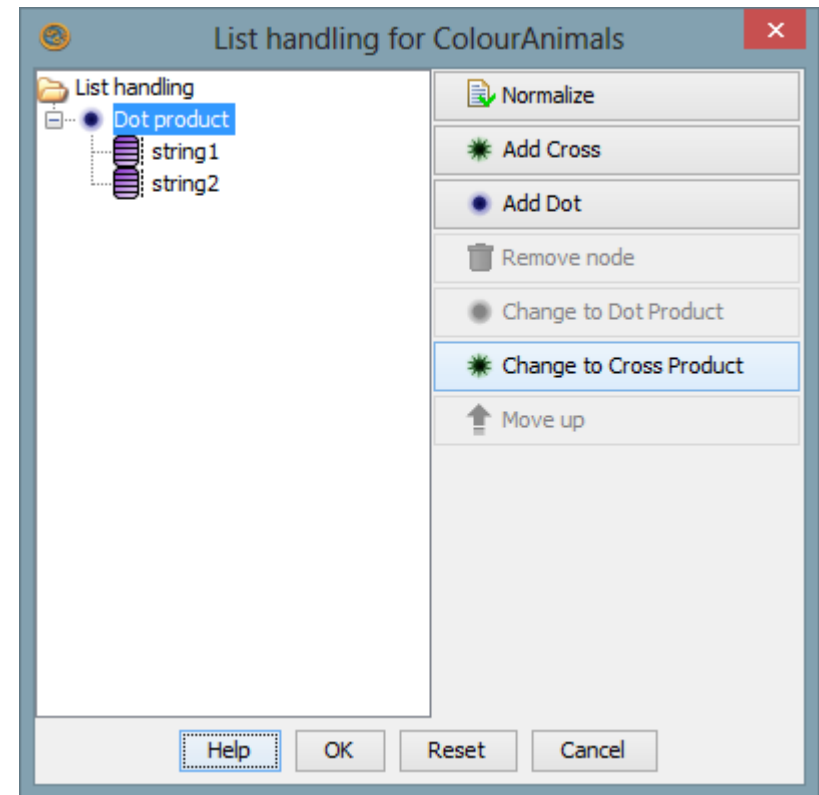 List handling for ColourAnimals
List handling
Dot product
string1
string2
Normalize
Add Cross
Add Dot
Remove node
Change to Dot Product
Change to Cross Product
Move up
Help OK Reset Cancel